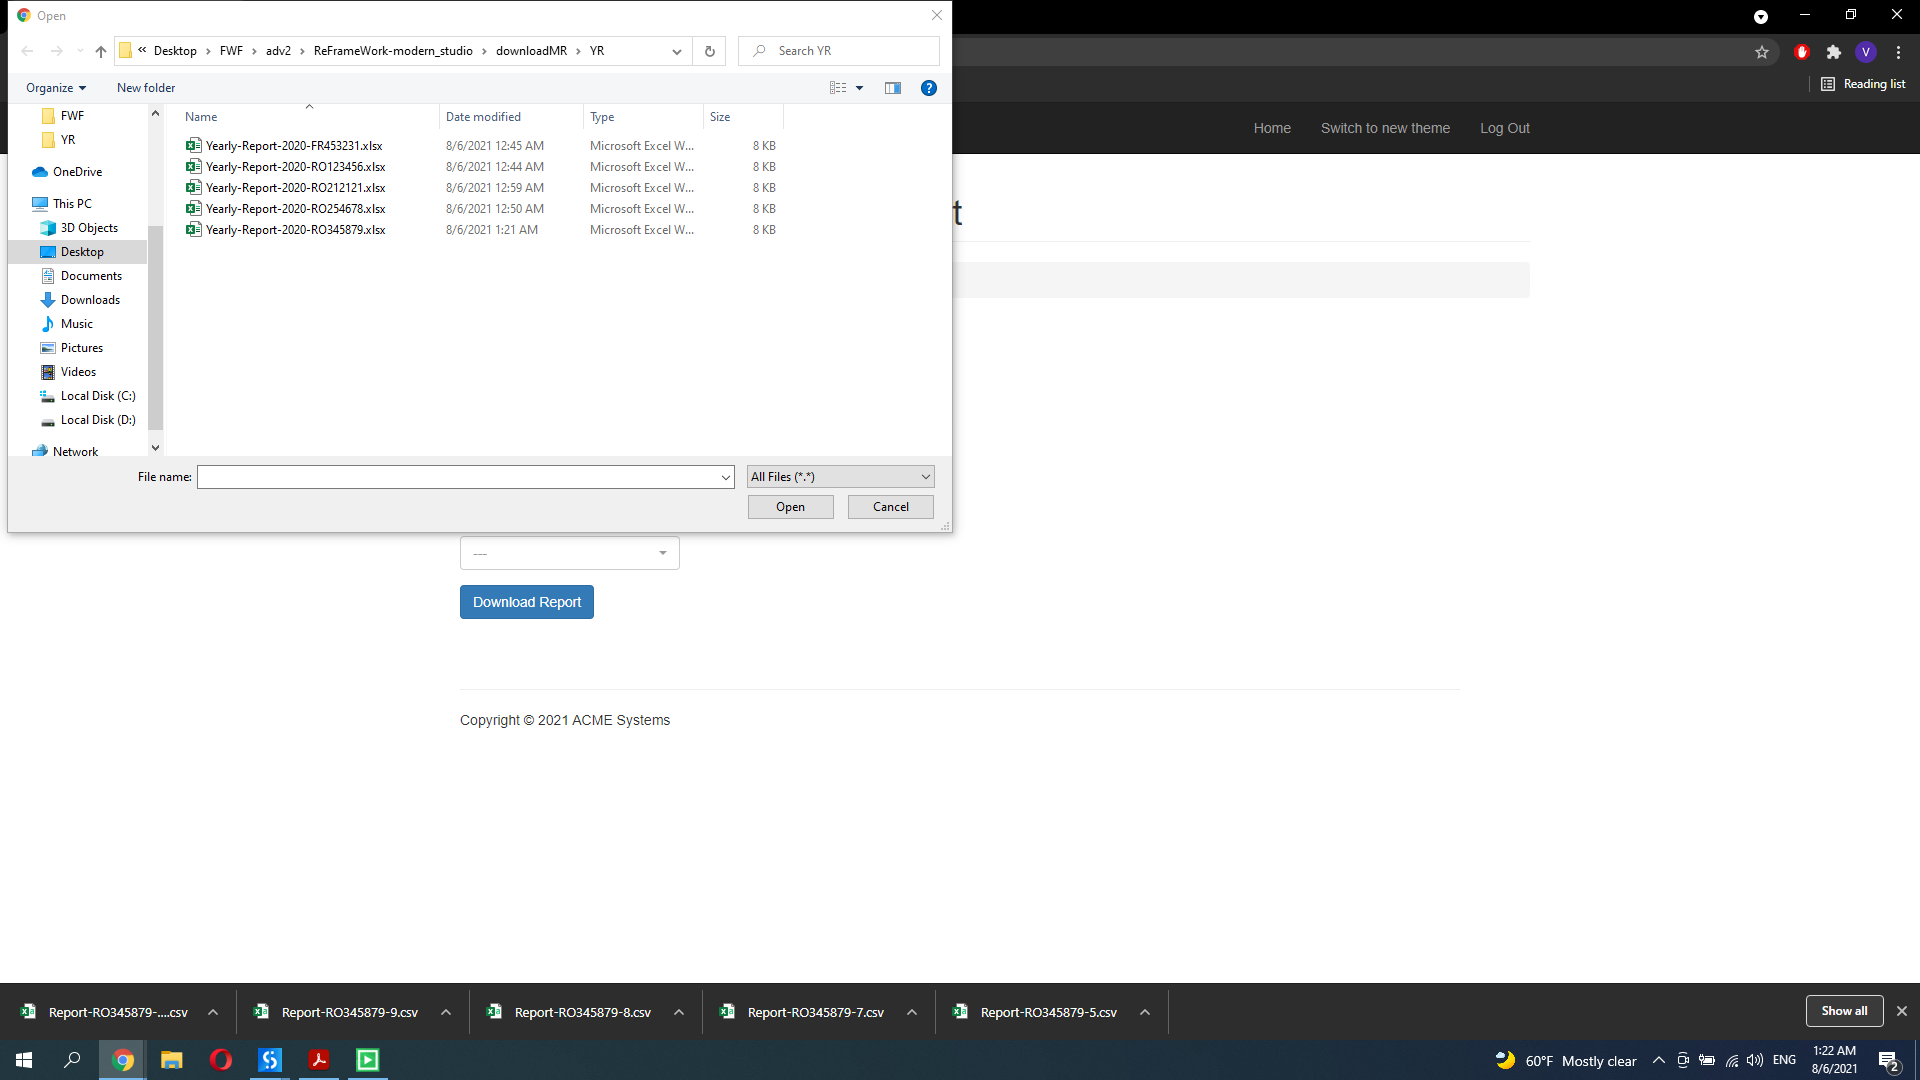 Open
« Desktop › FWF › adv2 › ReFrameWork-modern_studio › downloadMR › YR
Search YR
Organize
New folder
Reading list
FWF
YR
OneDrive
This PC
3D Objects
Desktop
Documents
Downloads
Music
Pictures
Videos
Local Disk (C:)
Local Disk (D:)
Network
Name Date modified Type Size
Yearly-Report-2020-FR453231.xlsx 8/6/2021 12:45 AM Microsoft Excel W... 8 KB
Yearly-Report-2020-RO123456.xlsx 8/6/2021 12:44 AM Microsoft Excel W... 8 KB
Yearly-Report-2020-RO212121.xlsx 8/6/2021 12:59 AM Microsoft Excel W... 8 KB
Yearly-Report-2020-RO254678.xlsx 8/6/2021 12:50 AM Microsoft Excel W... 8 KB
Yearly-Report-2020-RO345879.xlsx 8/6/2021 1:21 AM Microsoft Excel W... 8 KB
File name:
All Files (*.*)
Open
Cancel
V
Home Switch to new theme Log Out
t
---
Download Report
Copyright © 2021 ACME Systems
Report-RO345879-....csv
Report-RO345879-9.csv
Report-RO345879-8.csv
Report-RO345879-7.csv
Report-RO345879-5.csv
Show all
60°F Mostly clear
ENG
1:22 AM
8/6/2021
2